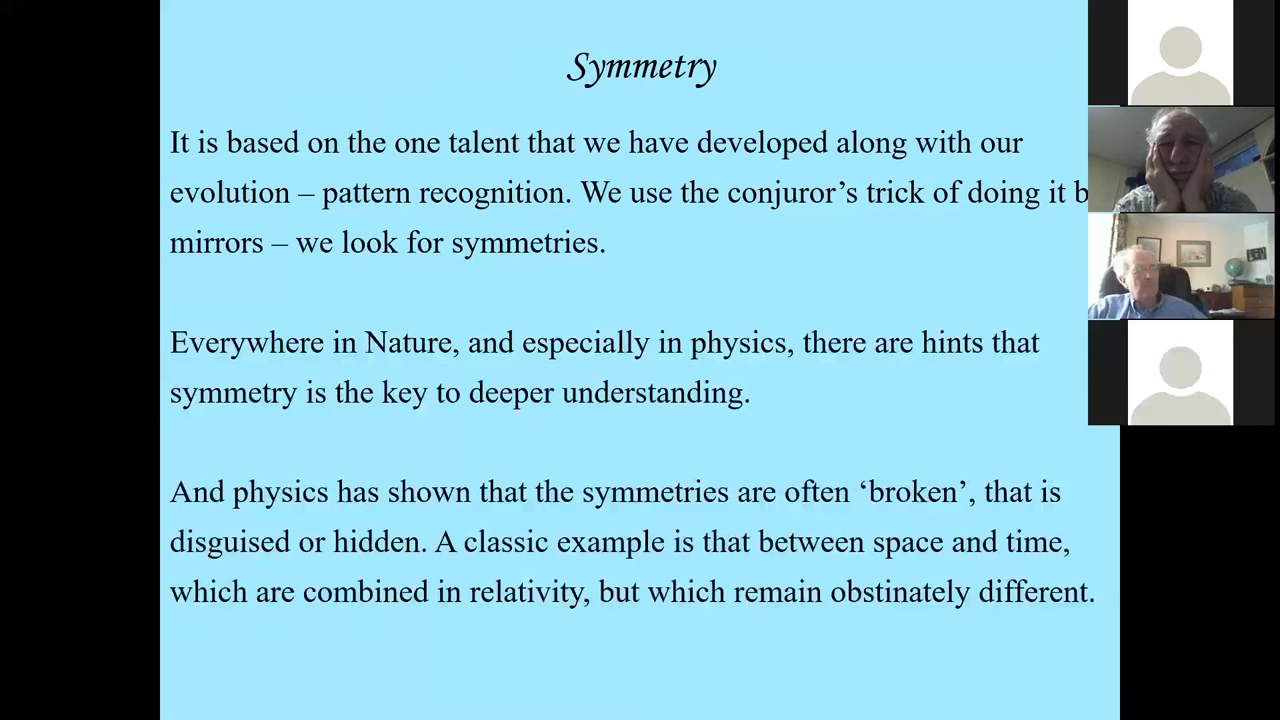 Symmetry
It is based on the one talent that we have developed along with our
evolution – pattern recognition. We use the conjuror’s trick of doing it b
mirrors – we look for symmetries.
Everywhere in Nature, and especially in physics, there are hints that
symmetry is the key to deeper understanding.
And physics has shown that the symmetries are often ‘broken’, that is
disguised or hidden. A classic example is that between space and time,
which are combined in relativity, but which remain obstinately different.